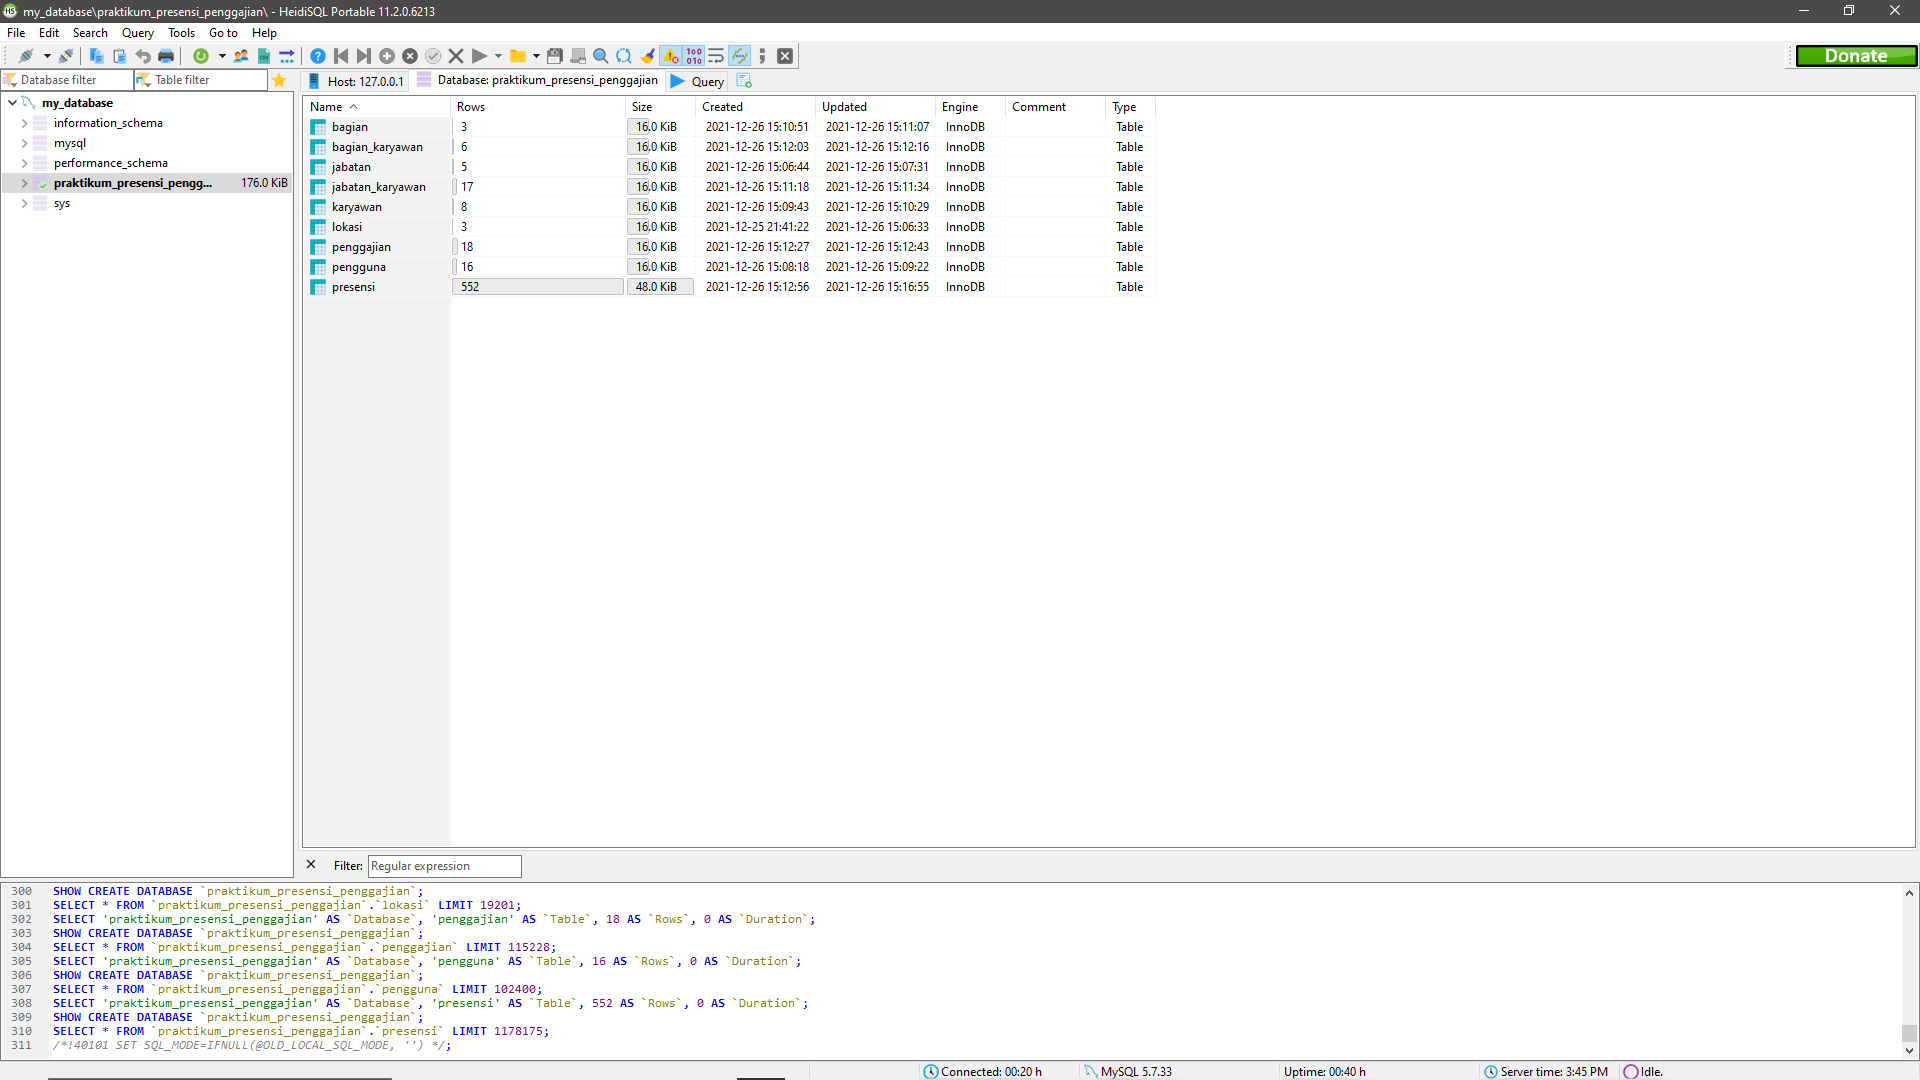 my_database\praktikum_presensi_penggajian\ - HeidiSQL Portable 11.2.0.6213
File Edit Search Query Tools Go to Help
Donate
Database filter Table filter Host: 127.0.0.1 Database: praktikum_presensi_penggajian Query
my_database
information_schema
mysql
performance_schema
praktikum_presensi_pengg... 176.0 KiB
sys
Name Rows Size Created Updated Engine Comment Type
bagian 3 16.0 KiB 2021-12-26 15:10:51 2021-12-26 15:11:07 InnoDB Table
bagian_karyawan 6 16.0 KiB 2021-12-26 15:12:03 2021-12-26 15:12:16 InnoDB Table
jabatan 5 16.0 KiB 2021-12-26 15:06:44 2021-12-26 15:07:31 InnoDB Table
jabatan_karyawan 17 16.0 KiB 2021-12-26 15:11:18 2021-12-26 15:11:34 InnoDB Table
karyawan 8 16.0 KiB 2021-12-26 15:09:43 2021-12-26 15:10:29 InnoDB Table
lokasi 3 16.0 KiB 2021-12-25 21:41:22 2021-12-26 15:06:33 InnoDB Table
penggajian 18 16.0 KiB 2021-12-26 15:12:27 2021-12-26 15:12:43 InnoDB Table
pengguna 16 16.0 KiB 2021-12-26 15:08:18 2021-12-26 15:09:22 InnoDB Table
presensi 552 48.0 KiB 2021-12-26 15:12:56 2021-12-26 15:16:55 InnoDB Table
Filter: Regular expression
300 SHOW CREATE DATABASE `praktikum_presensi_penggajian`;
301 SELECT * FROM `praktikum_presensi_penggajian`.`lokasi` LIMIT 19201;
302 SELECT 'praktikum_presensi_penggajian' AS `Database`, 'penggajian' AS `Table`, 18 AS `Rows`, 0 AS `Duration`;
303 SHOW CREATE DATABASE `praktikum_presensi_penggajian`;
304 SELECT * FROM `praktikum_presensi_penggajian`.`penggajian` LIMIT 115228;
305 SELECT 'praktikum_presensi_penggajian' AS `Database`, 'pengguna' AS `Table`, 16 AS `Rows`, 0 AS `Duration`;
306 SHOW CREATE DATABASE `praktikum_presensi_penggajian`;
307 SELECT * FROM `praktikum_presensi_penggajian`.`pengguna` LIMIT 102400;
308 SELECT 'praktikum_presensi_penggajian' AS `Database`, 'presensi' AS `Table`, 552 AS `Rows`, 0 AS `Duration`;
309 SHOW CREATE DATABASE `praktikum_presensi_penggajian`;
310 SELECT * FROM `praktikum_presensi_penggajian`.`presensi` LIMIT 1178175;
311 /*!40101 SET SQL_MODE=IFNULL(@OLD_LOCAL_SQL_MODE, '') */;
Connected: 00:20 h MySQL 5.7.33 Uptime: 00:40 h Server time: 3:45 PM Idle.